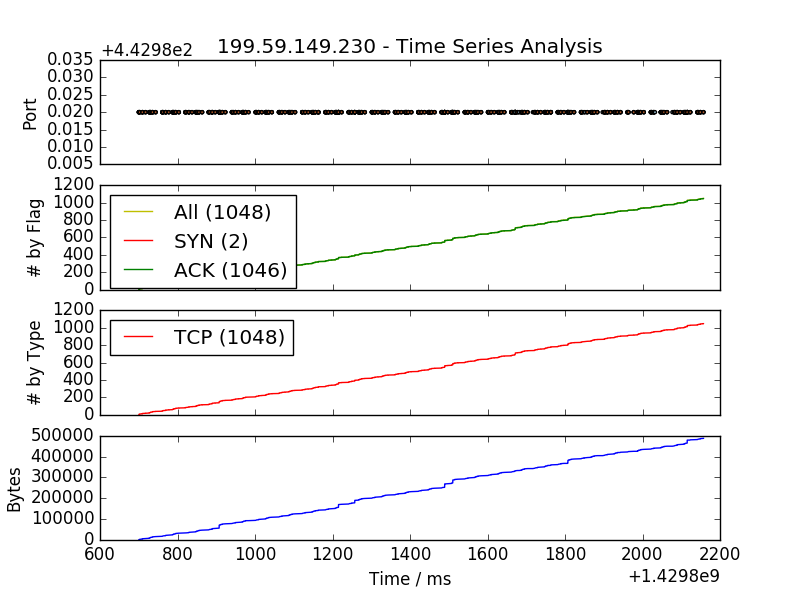 +4.4298e2
199.59.149.230 - Time Series Analysis
Port
0.035
0.030
0.025
0.020
0.015
0.010
0.005
# by Flag
1200
1000
800
600
400
200
0
All (1048)
SYN (2)
ACK (1046)
# by Type
1200
1000
800
600
400
200
0
TCP (1048)
Bytes
500000
400000
300000
200000
100000
0
600 800 1000 1200 1400 1600 1800 2000 2200
Time / ms
+1.4298e9